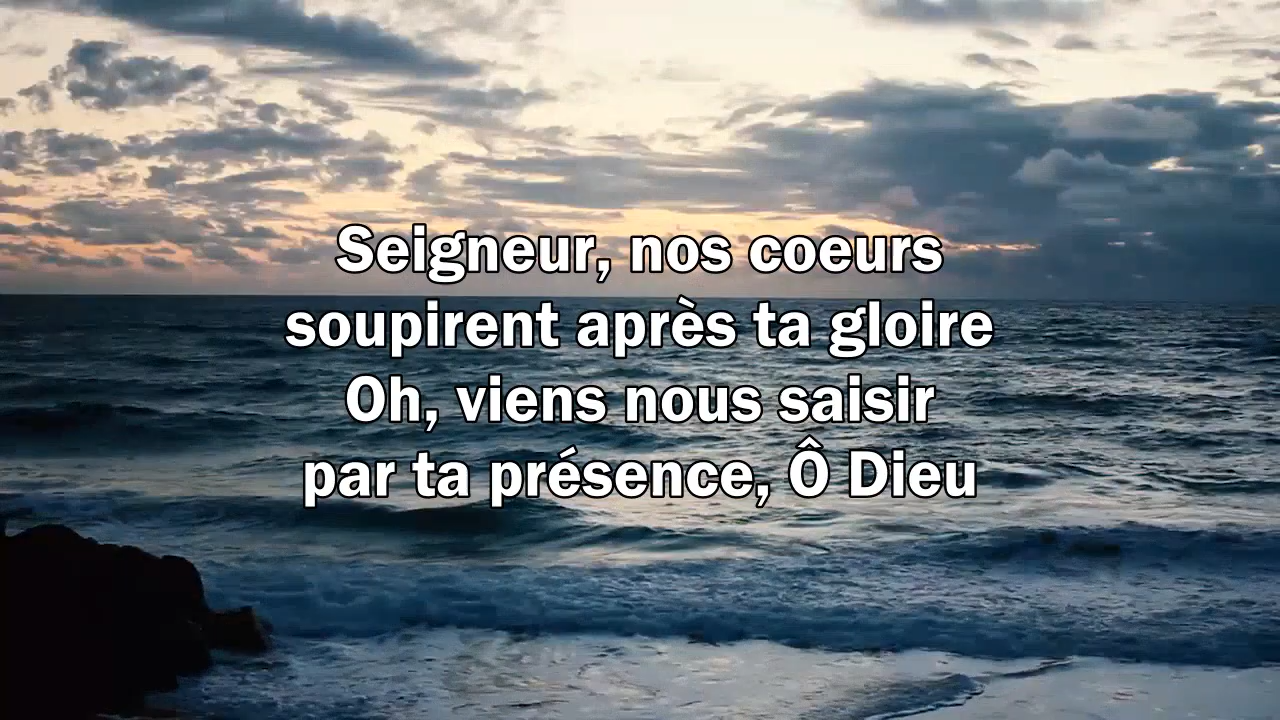 Seigneur, nos coeurs
soupirent après ta gloire
Oh, viens nous saisir
par ta présence, Ô Dieu